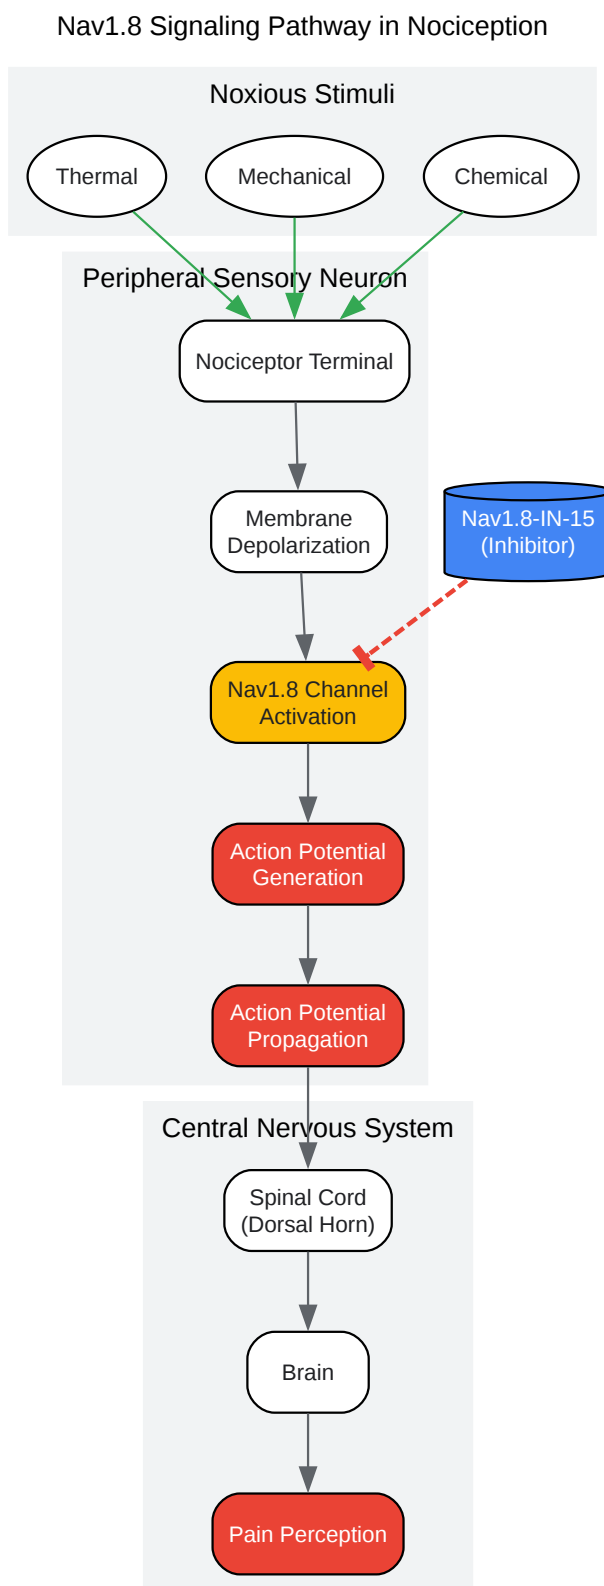 Nav1.8 Signaling Pathway in Nociception
Noxious Stimuli
Thermal
Mechanical
Chemical
Peripheral Sensory Neuron
Nociceptor Terminal
Membrane
Depolarization
Nav1.8-IN-15
(Inhibitor)
Nav1.8 Channel
Activation
Action Potential
Generation
Action Potential
Propagation
Central Nervous System
Spinal Cord
(Dorsal Horn)
Brain
Pain Perception